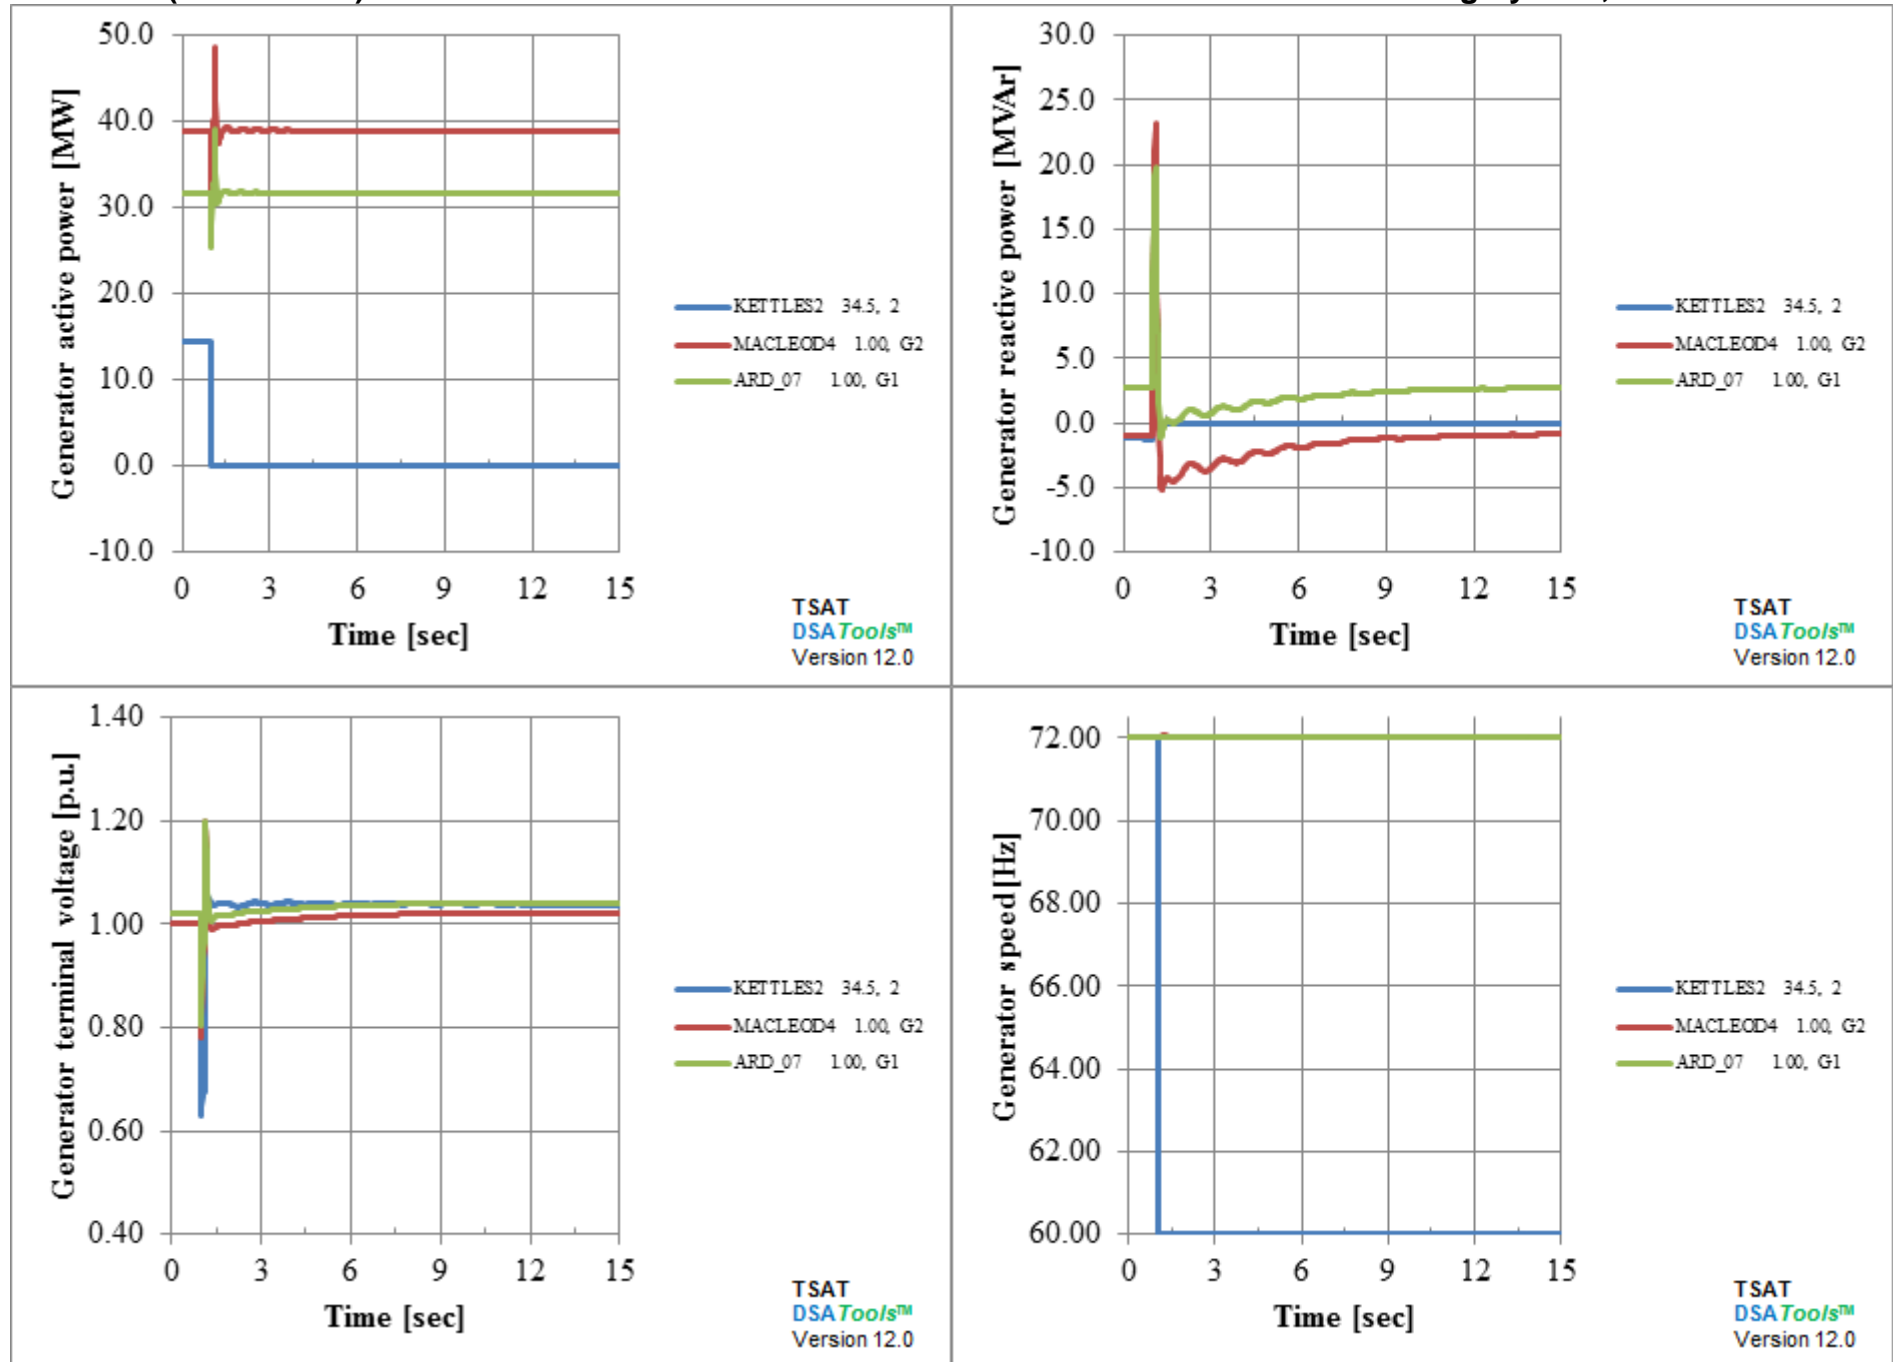 Generator active power [MW]
50.0
40.0
30.0
20.0
10.0
0.0
-10.0
0 3 6 9 12 15
Time [sec]
KETTLES2 34.5, 2
MACLEOD4 1.00, G2
ARD_07 1.00, G1
TSAT
DSATools™
Version 12.0
Generator reactive power [MVAr]
30.0
25.0
20.0
15.0
10.0
5.0
0.0
-5.0
-10.0
0 3 6 9 12 15
Time [sec]
KETTLES2 34.5, 2
MACLEOD4 1.00, G2
ARD_07 1.00, G1
TSAT
DSATools™
Version 12.0
Generator terminal voltage [p.u.]
1.40
1.20
1.00
0.80
0.60
0.40
0 3 6 9 12 15
Time [sec]
KETTLES2 34.5, 2
MACLEOD4 1.00, G2
ARD_07 1.00, G1
TSAT
DSATools™
Version 12.0
Generator speed[Hz]
72.00
70.00
68.00
66.00
64.00
62.00
60.00
0 3 6 9 12 15
Time [sec]
KETTLES2 34.5, 2
MACLEOD4 1.00, G2
ARD_07 1.00, G1
TSAT
DSATools™
Version 12.0